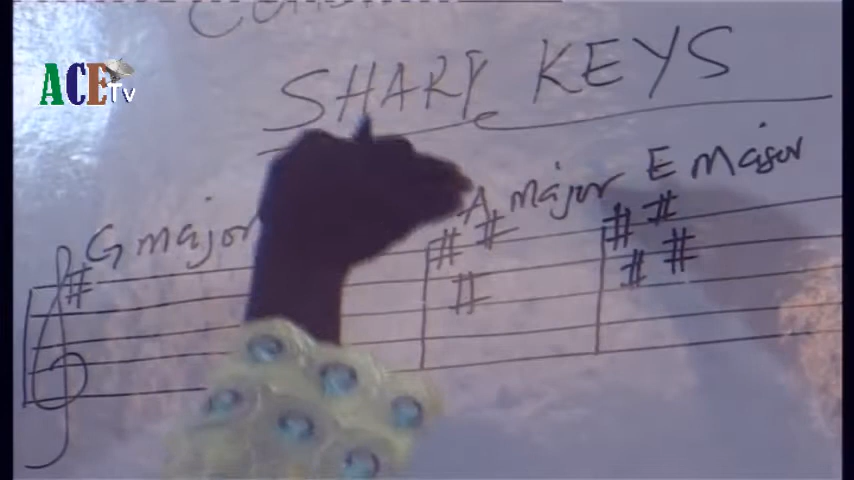 ACE TV
SHARP KEYS
G major
A major
E major
# # # # # # # #